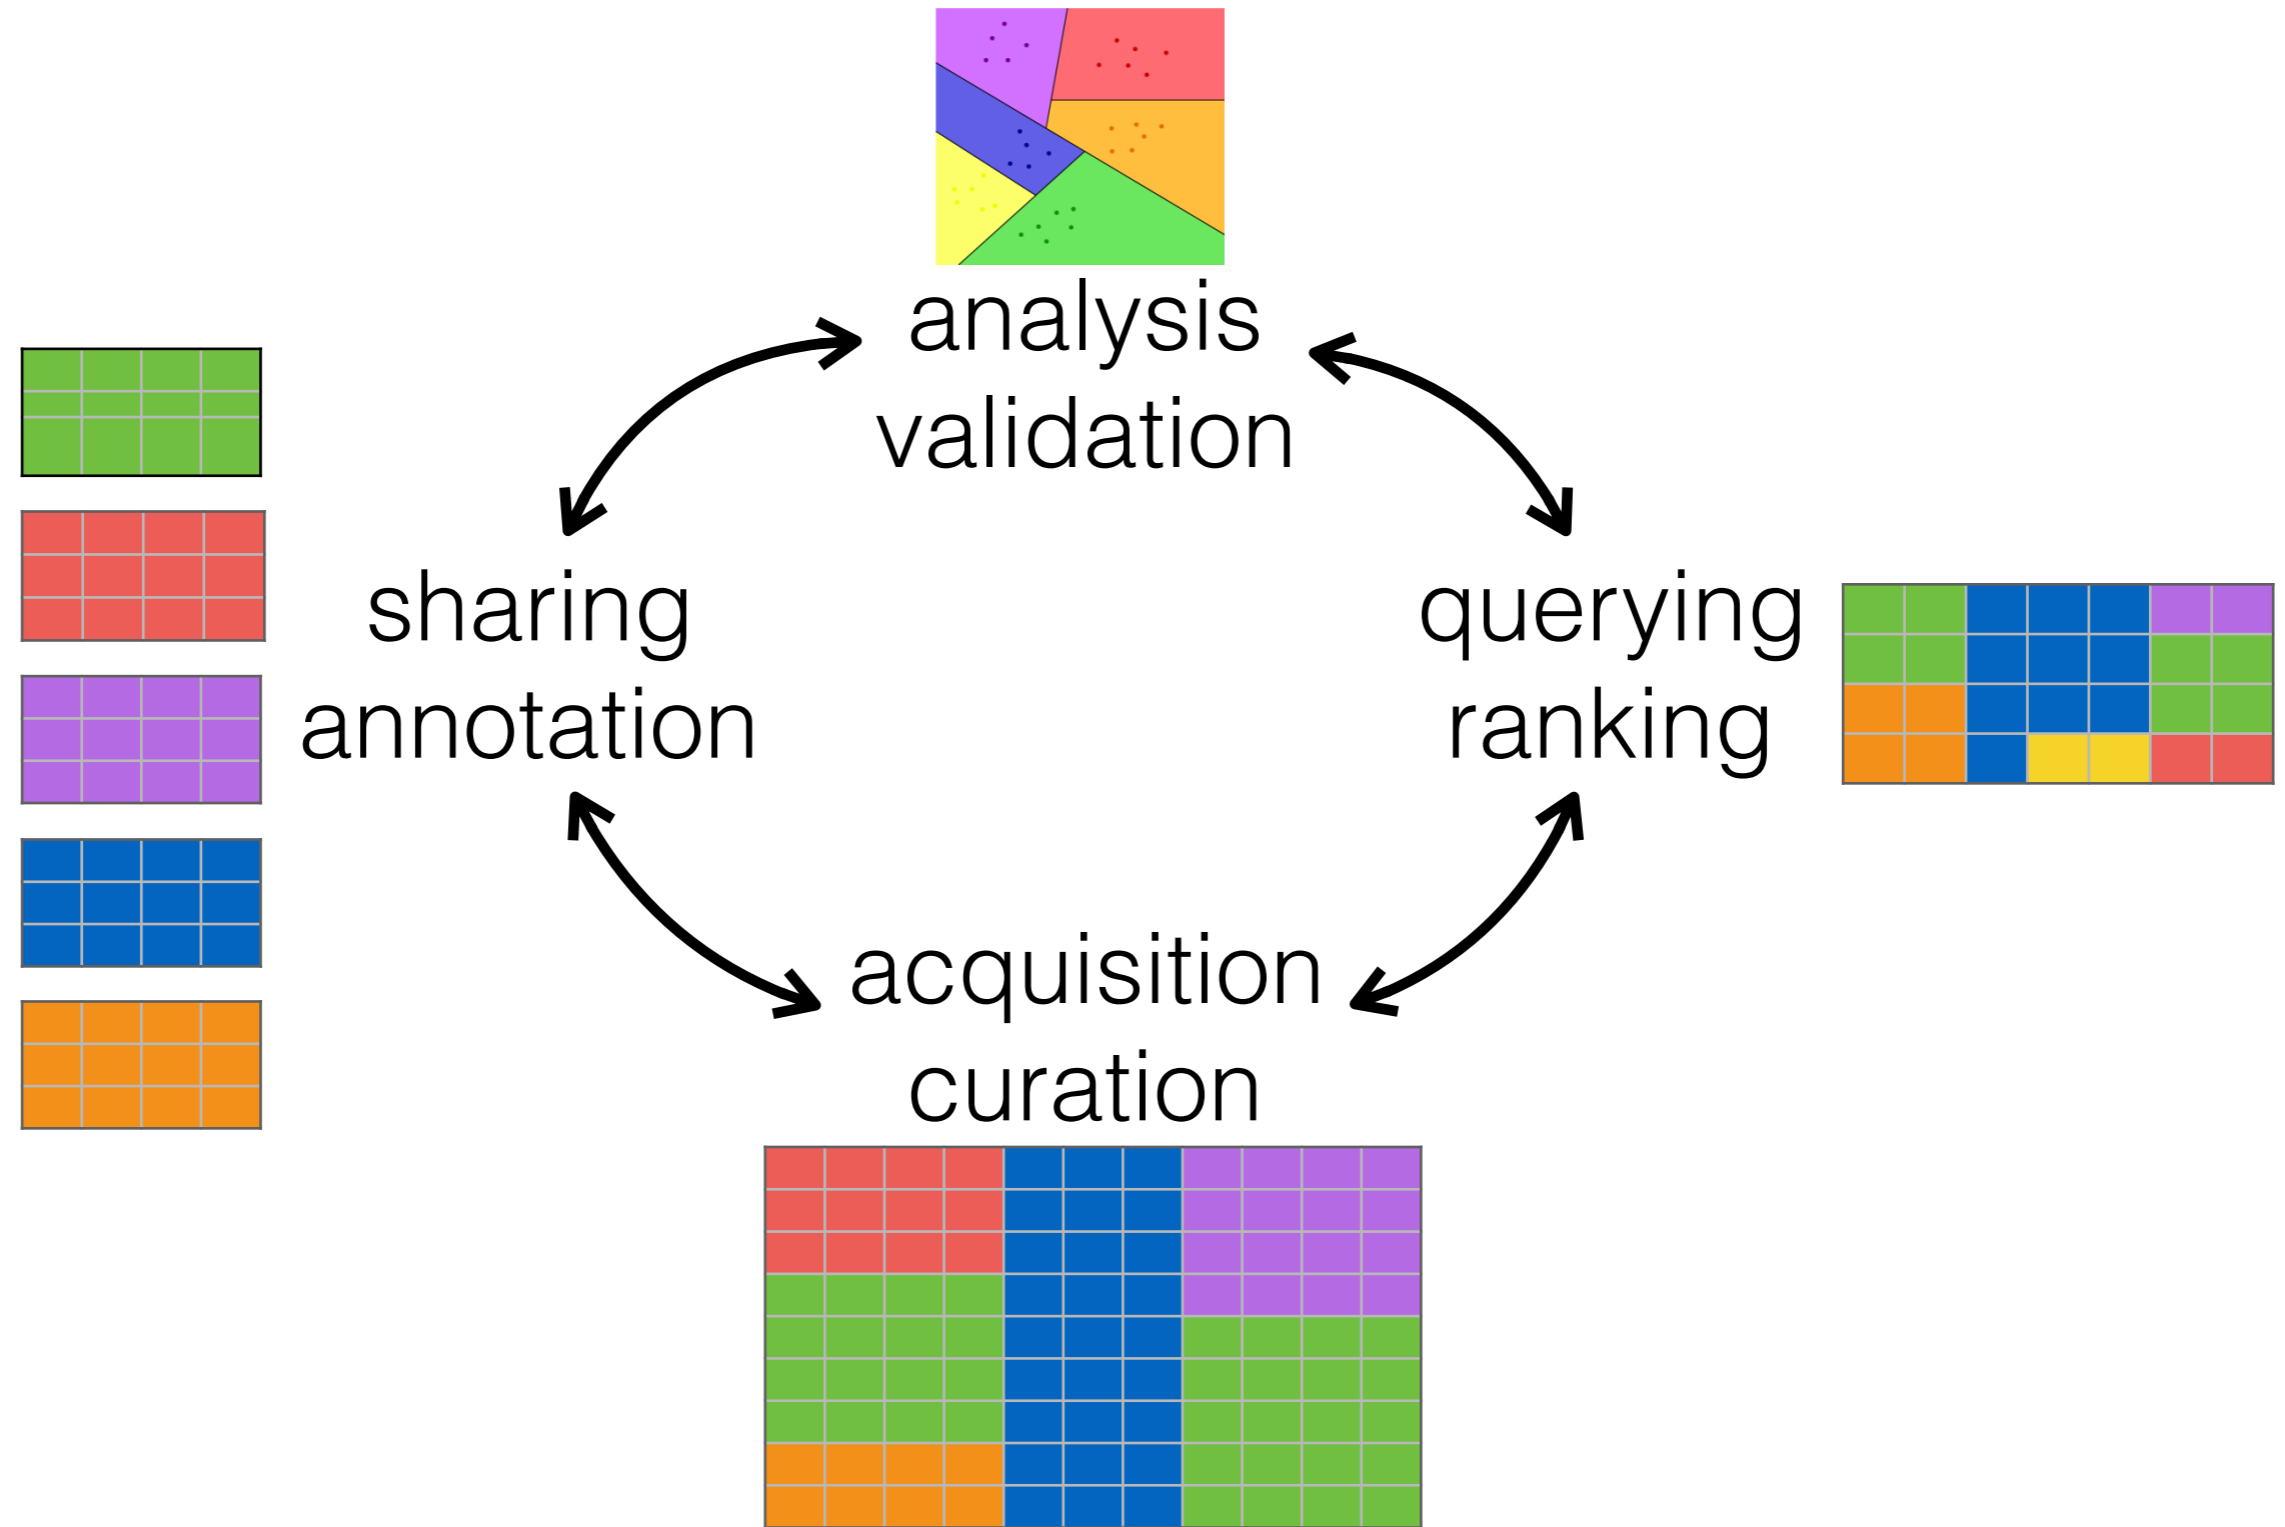 analysis
validation
sharing
annotation
querying
ranking
acquisition
curation